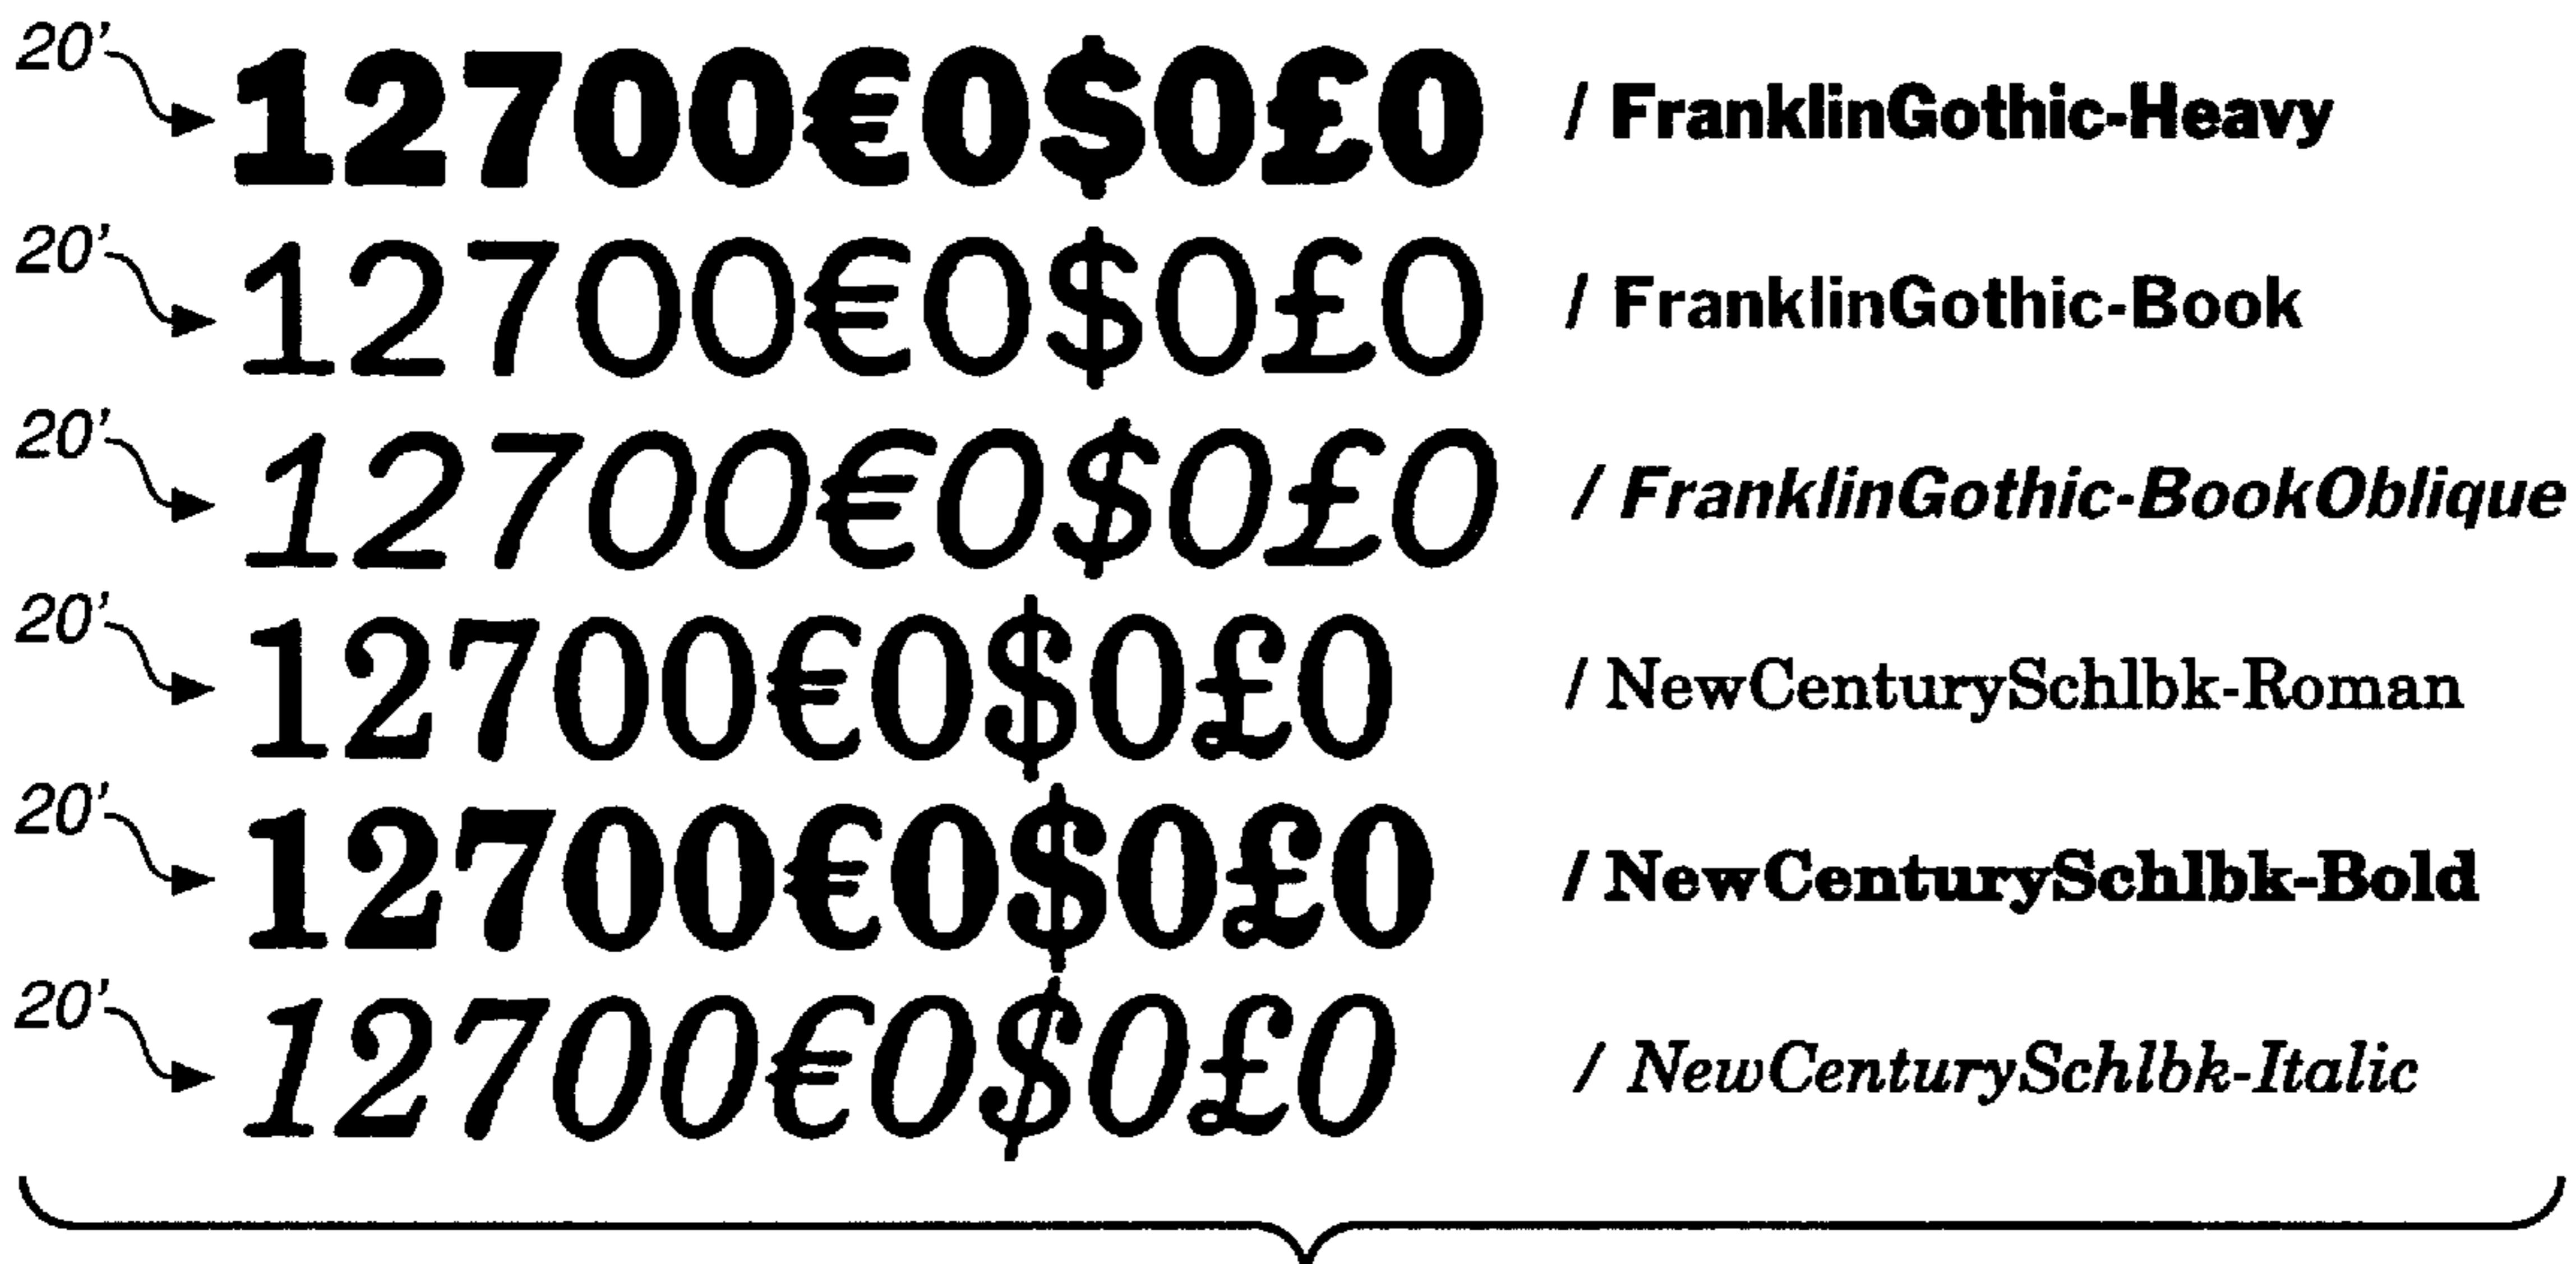 20' 12700€0$0£0 / FranklinGothic-Heavy
20' 12700€0$0£0 / FranklinGothic-Book
20' 12700€0$0£0 / FranklinGothic-BookOblique
20' 12700€0$0£0 / NewCenturySchlbk-Roman
20' 12700€0$0£0 / NewCenturySchlbk-Bold
20' 12700€0$0£0 / NewCenturySchlbk-Italic